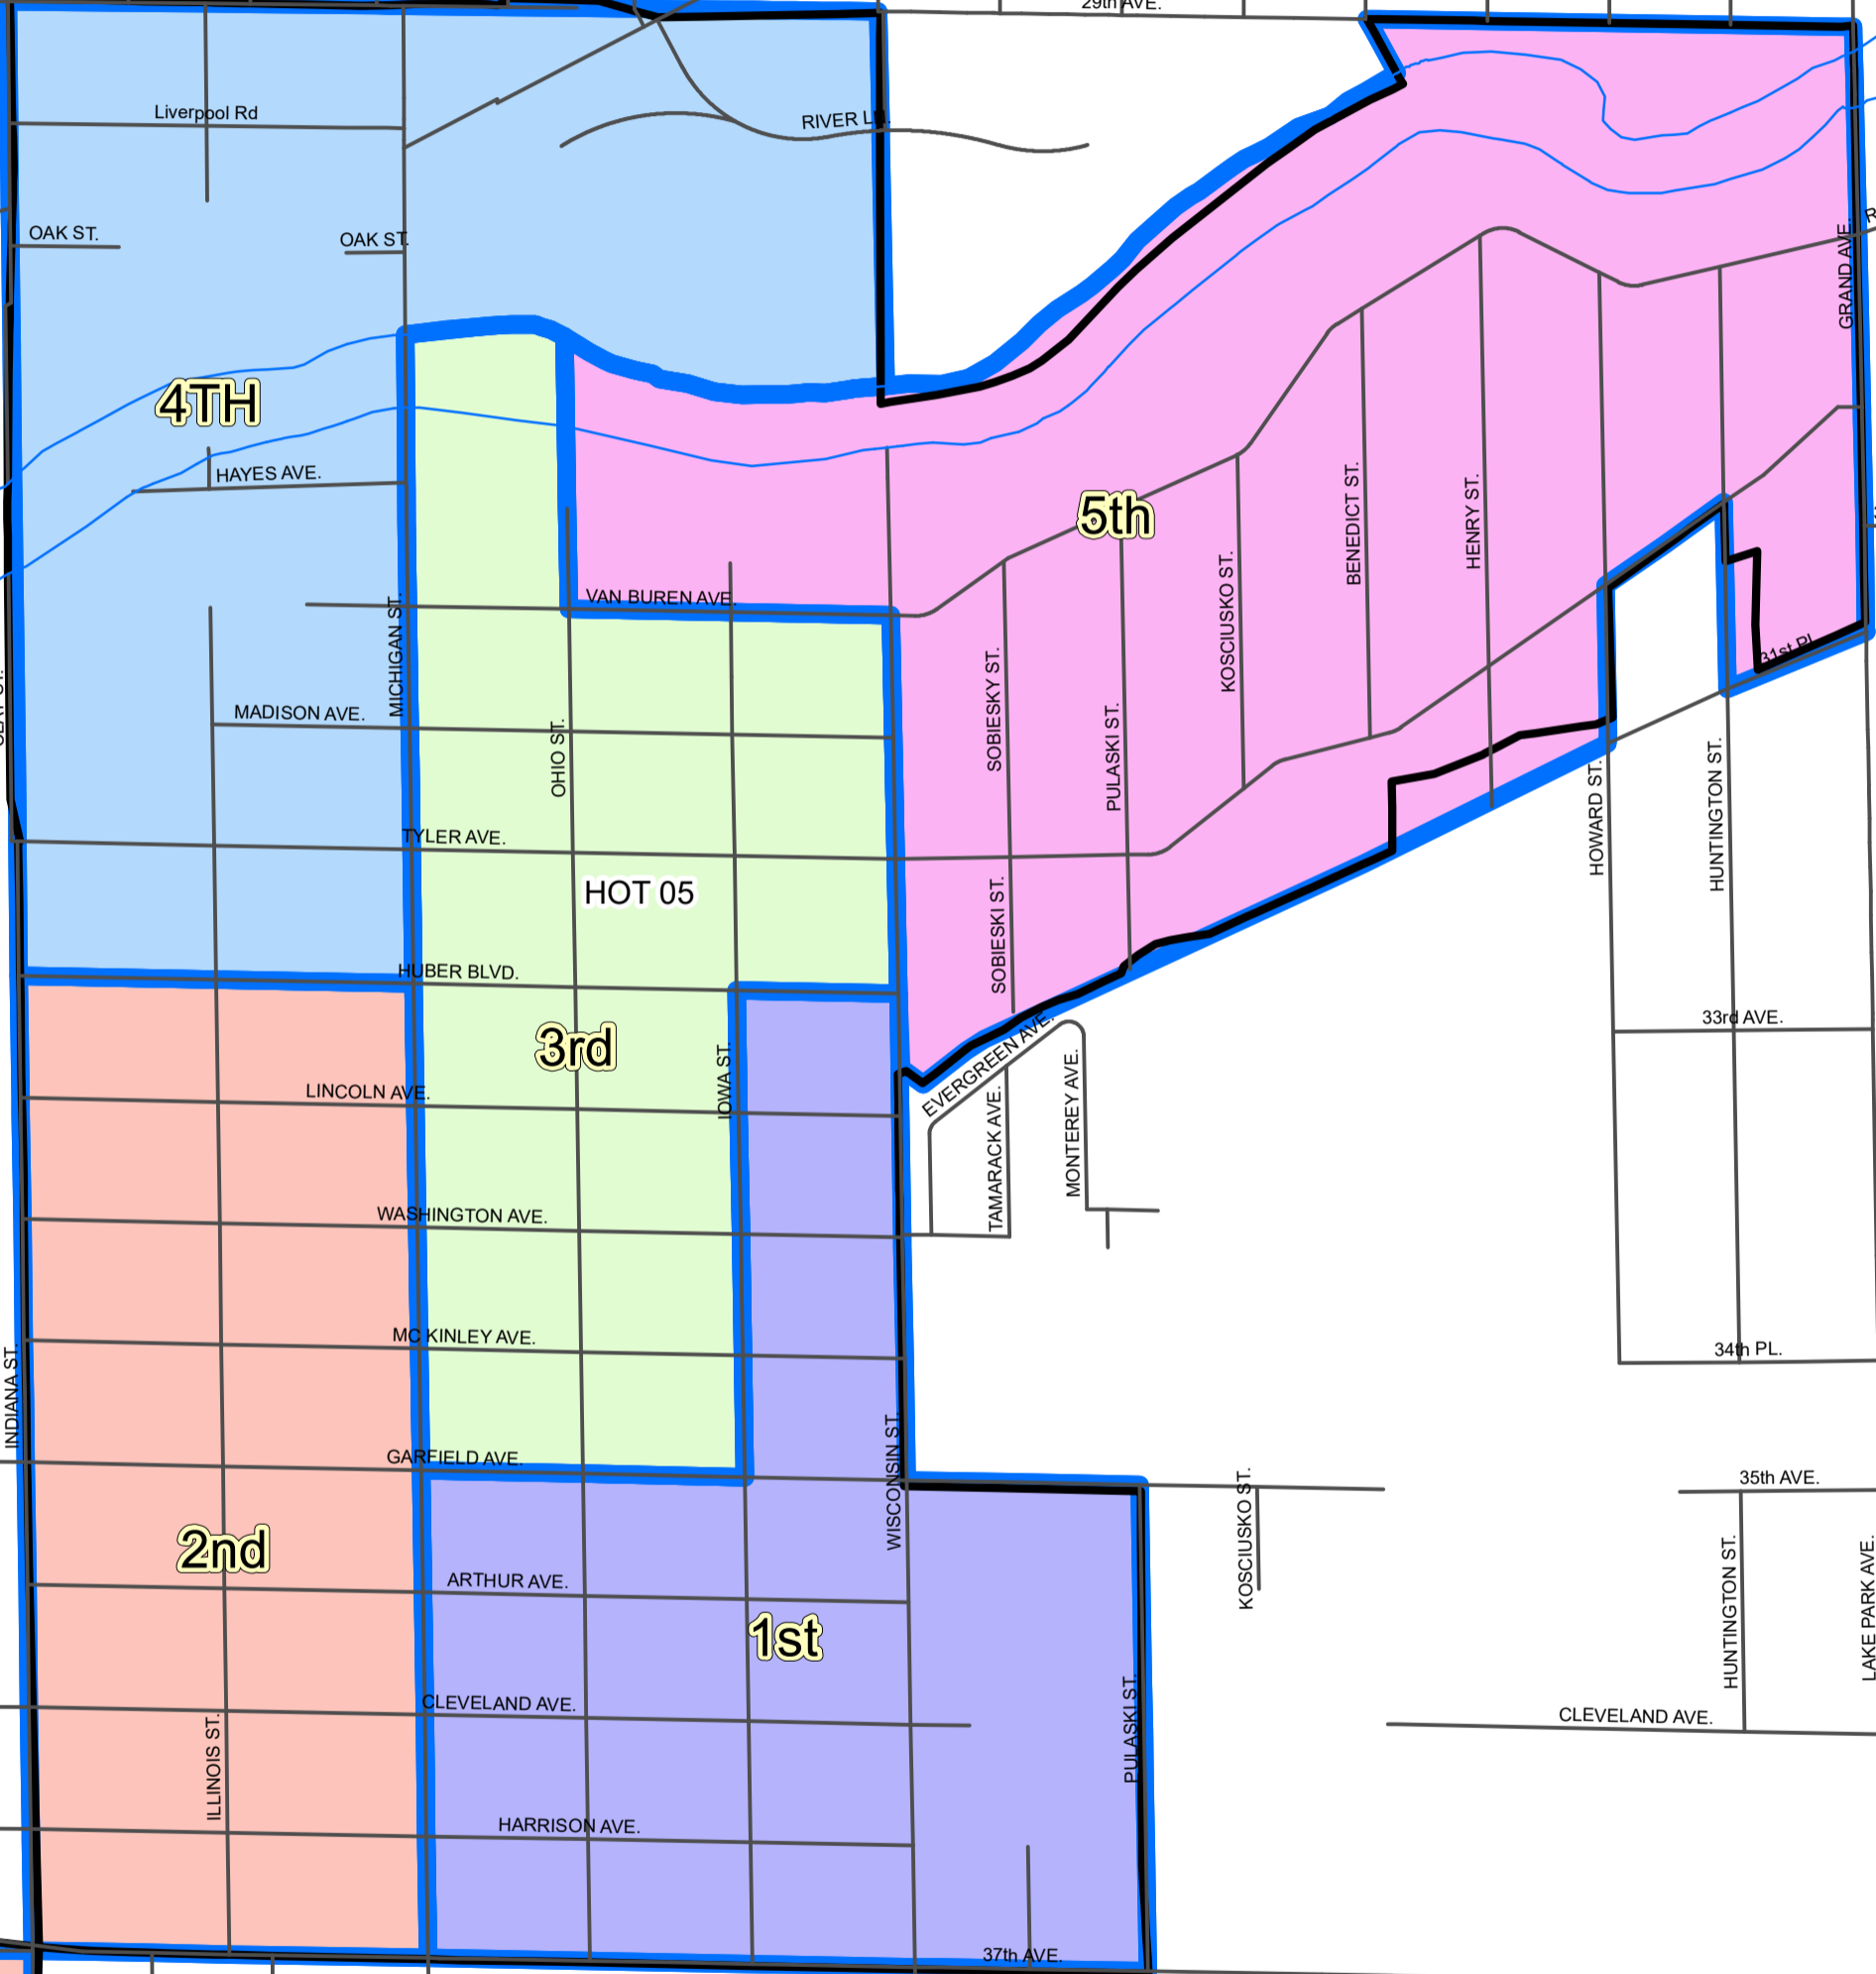 29th AVE.
Liverpool Rd
RIVER LN.
OAK ST.
OAK ST.
GRAND AVE.
4TH
HAYES AVE.
5th
BENEDICT ST.
HENRY ST.
KOSCIUSKO ST.
VAN BUREN AVE.
MICHIGAN ST.
SOBIESKY ST.
31st PL.
MADISON AVE.
OHIO ST.
PULASKI ST.
HOWARD ST.
HUNTINGTON ST.
TYLER AVE.
HOT 05
SOBIESKI ST.
HUBER BLVD.
3rd
IOWA ST.
EVERGREEN AVE.
33rd AVE.
LINCOLN AVE.
TAMARACK AVE.
MONTEREY AVE.
WASHINGTON AVE.
MC KINLEY AVE.
34th PL.
INDIANA ST.
GARFIELD AVE.
WISCONSIN ST.
35th AVE.
KOSCIUSKO ST.
2nd
ARTHUR AVE.
HUNTINGTON ST.
LAKE PARK AVE.
1st
CLEVELAND AVE.
PULASKI ST.
CLEVELAND AVE.
ILLINOIS ST.
HARRISON AVE.
37th AVE.